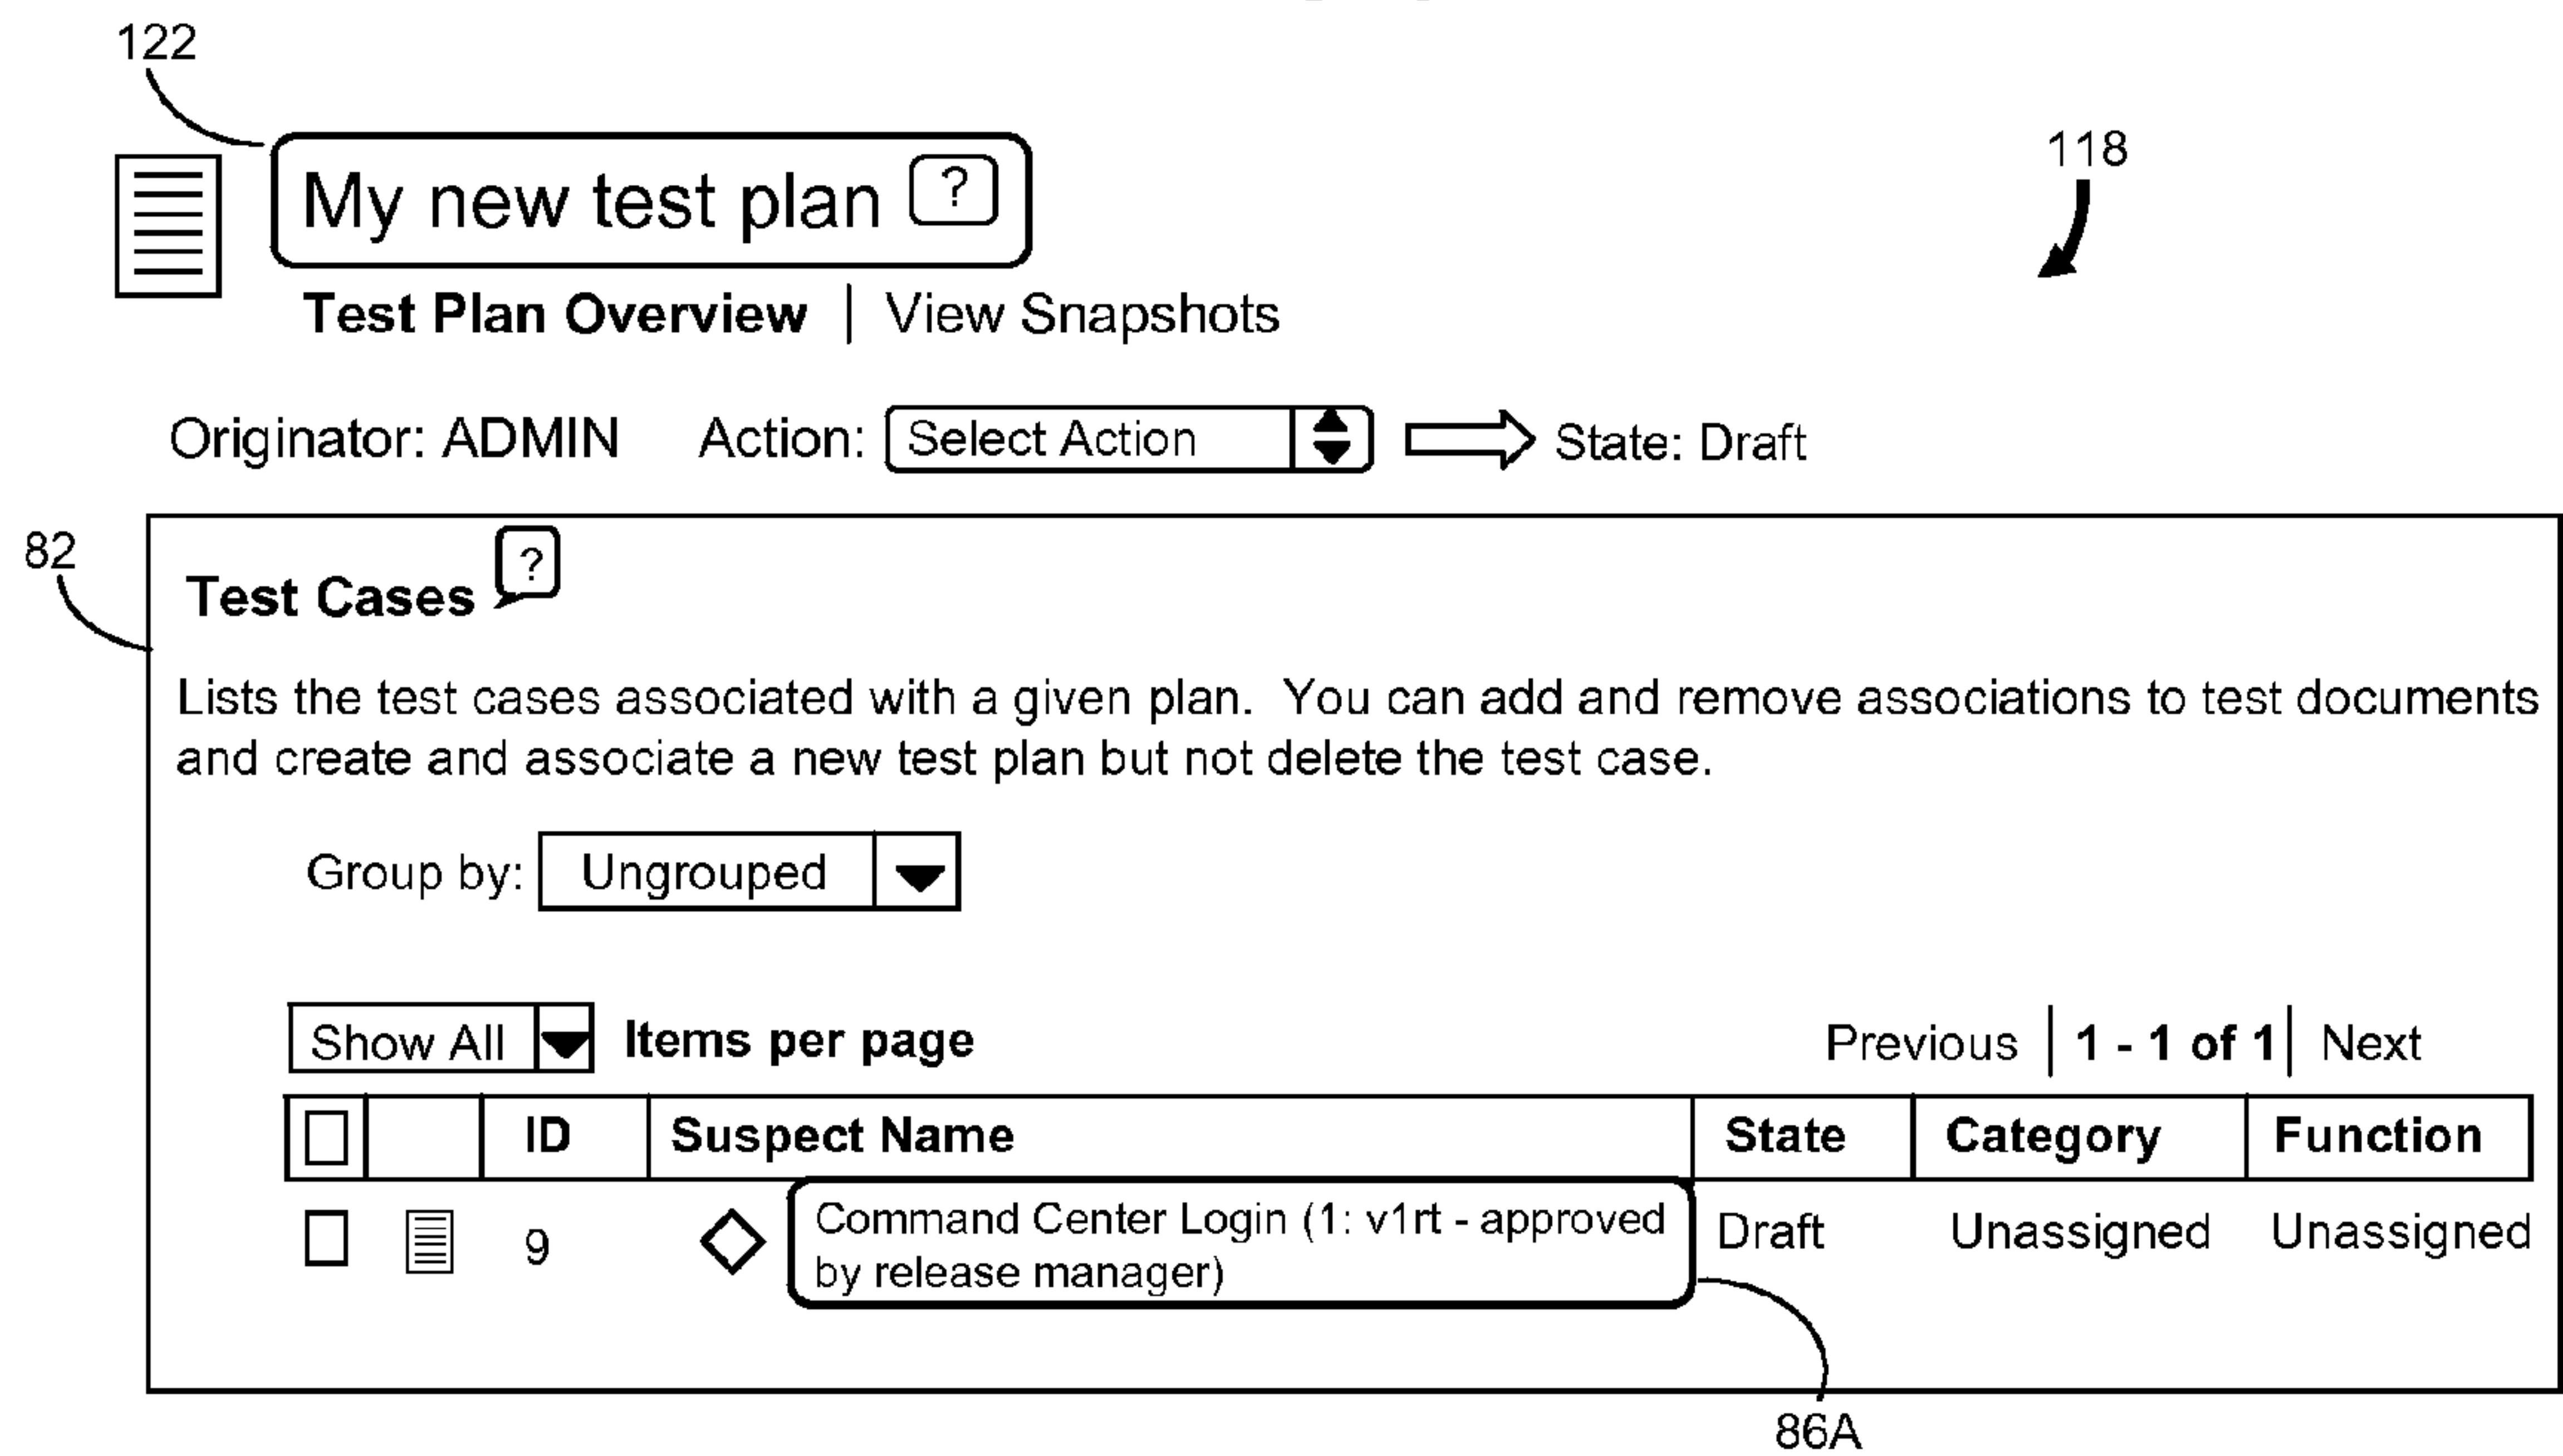 122
118
My new test plan ?
Test Plan Overview | View Snapshots
Originator: ADMIN Action: Select Action State: Draft
82
Test Cases ?
Lists the test cases associated with a given plan. You can add and remove associations to test documents
and create and associate a new test plan but not delete the test case.
Group by: Ungrouped
Show All Items per page Previous | 1 - 1 of 1 | Next
ID Suspect Name State Category Function
9 Command Center Login (1: v1rt - approved Draft Unassigned Unassigned
by release manager)
86A